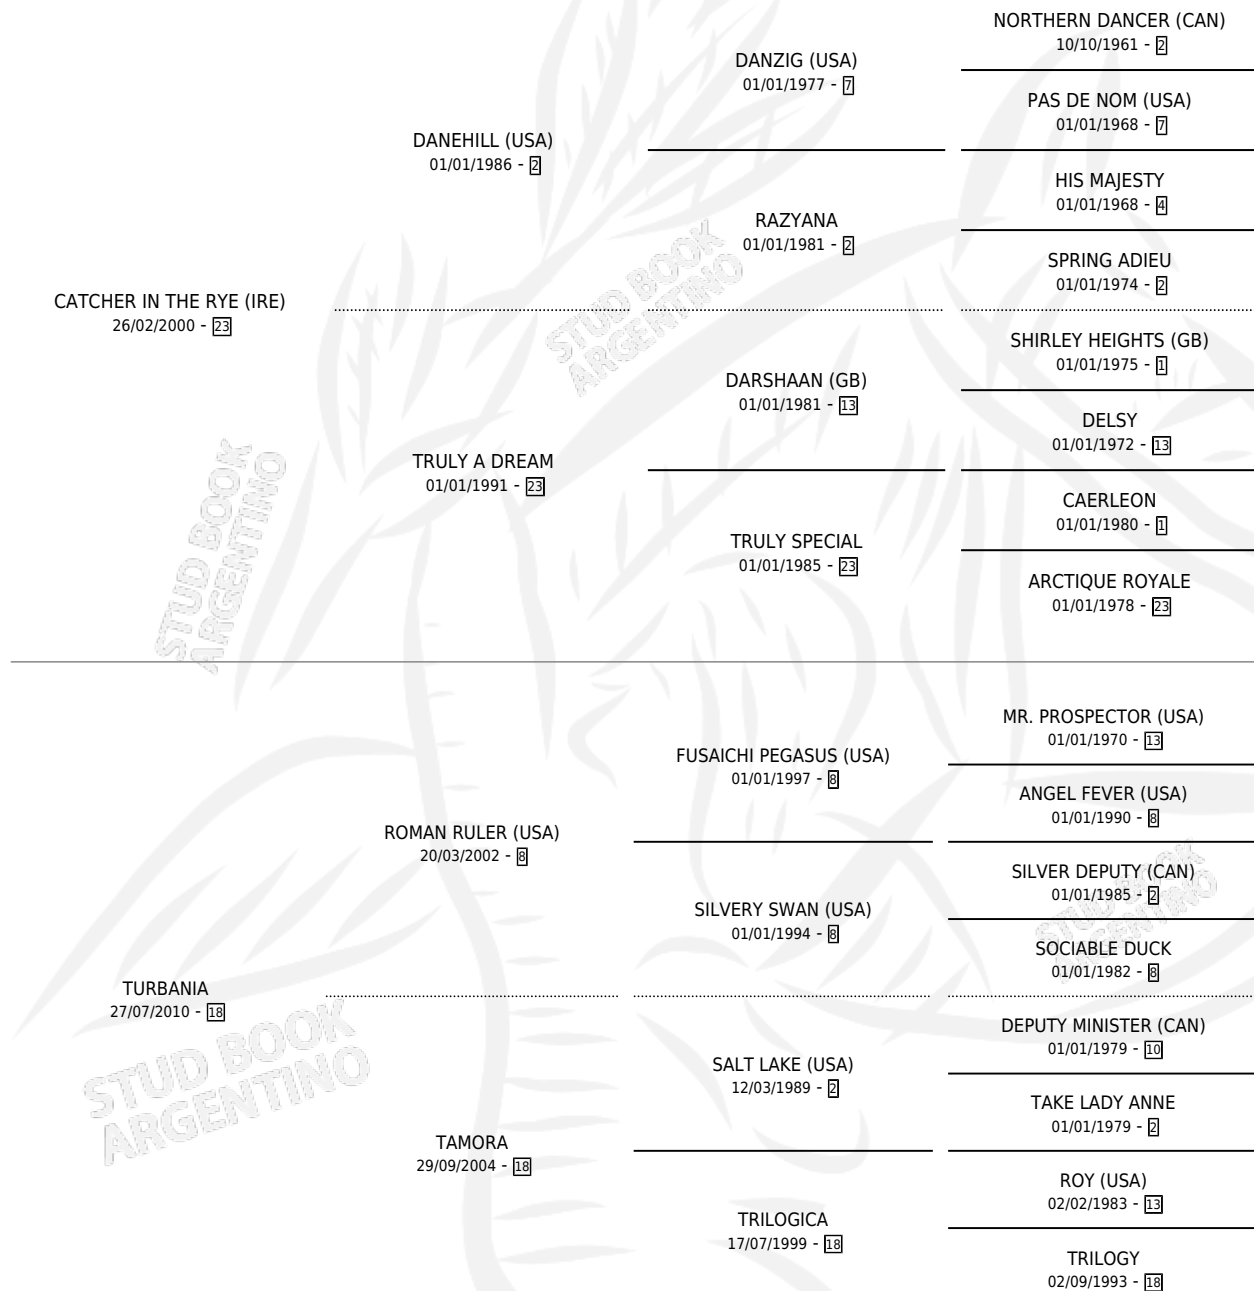 NORTHERN DANCER (CAN)
10/10/1961 - 2
DANZIG (USA)
01/01/1977 - 7
PAS DE NOM (USA)
01/01/1968 - 7
DANEHILL (USA)
01/01/1986 - 2
HIS MAJESTY
01/01/1968 - 4
RAZYANA
01/01/1981 - 2
SPRING ADIEU
01/01/1974 - 2
CATCHER IN THE RYE (IRE)
26/02/2000 - 23
SHIRLEY HEIGHTS (GB)
01/01/1975 - 1
DARSHAAN (GB)
01/01/1981 - 13
DELSY
01/01/1972 - 13
TRULY A DREAM
01/01/1991 - 23
CAERLEON
01/01/1980 - 1
TRULY SPECIAL
01/01/1985 - 23
ARCTIQUE ROYALE
01/01/1978 - 23
MR. PROSPECTOR (USA)
01/01/1970 - 13
FUSAICHI PEGASUS (USA)
01/01/1997 - 8
ANGEL FEVER (USA)
01/01/1990 - 8
ROMAN RULER (USA)
20/03/2002 - 8
SILVER DEPUTY (CAN)
01/01/1985 - 2
SILVERY SWAN (USA)
01/01/1994 - 8
SOCIABLE DUCK
01/01/1982 - 8
TURBANIA
27/07/2010 - 18
DEPUTY MINISTER (CAN)
01/01/1979 - 10
SALT LAKE (USA)
12/03/1989 - 2
TAKE LADY ANNE
01/01/1979 - 2
TAMORA
29/09/2004 - 18
ROY (USA)
02/02/1983 - 13
TRILOGICA
17/07/1999 - 18
TRILOGY
02/09/1993 - 18
STUD BOOK
ARGENTINO
STUD BOOK
ARGENTINO
STUD BOOK
ARGENTINO
STUD BOOK
ARGENTINO